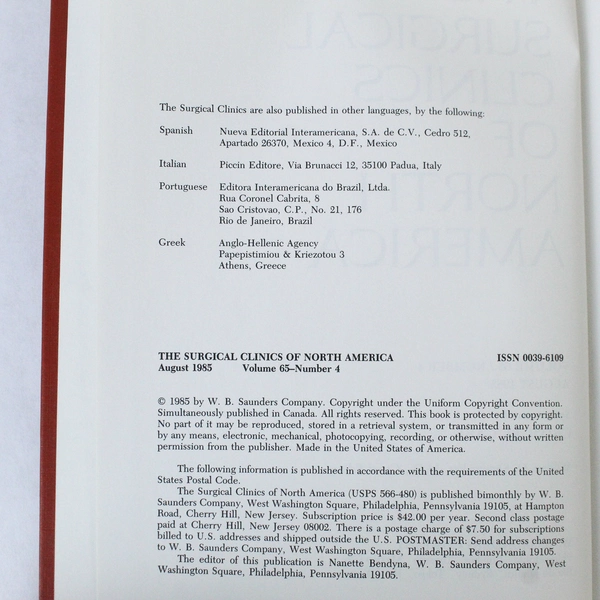 The Surgical Clinics are also published in other languages, by the following:
Spanish Nueva Editorial Interamericana, S.A. de C.V., Cedro 512,
Apartado 26370, Mexico 4, D.F., Mexico
Italian Piccin Editore, Via Brunacci 12, 35100 Padua, Italy
Portuguese Editora Interamericana do Brazil, Ltda.
Rua Coronel Cabrita, 8
Sao Cristovao, C.P., No. 21, 176
Rio de Janeiro, Brazil
Greek Anglo-Hellenic Agency
Papepistimiou & Kriezotou 3
Athens, Greece
THE SURGICAL CLINICS OF NORTH AMERICA ISSN 0039-6109
August 1985 Volume 65–Number 4
© 1985 by W. B. Saunders Company. Copyright under the Uniform Copyright Convention.
Simultaneously published in Canada. All rights reserved. This book is protected by copyright.
No part of it may be reproduced, stored in a retrieval system, or transmitted in any form or
by any means, electronic, mechanical, photocopying, recording, or otherwise, without written
permission from the publisher. Made in the United States of America.
The following information is published in accordance with the requirements of the United
States Postal Code.
The Surgical Clinics of North America (USPS 566-480) is published bimonthly by W. B.
Saunders Company, West Washington Square, Philadelphia, Pennsylvania 19105, at Hampton
Road, Cherry Hill, New Jersey. Subscription price is $42.00 per year. Second class postage
paid at Cherry Hill, New Jersey 08002. There is a postage charge of $7.50 for subscriptions
billed to U.S. addresses and shipped outside the U.S. POSTMASTER: Send address changes
to W. B. Saunders Company, West Washington Square, Philadelphia, Pennsylvania 19105.
The editor of this publication is Nanette Bendyna, W. B. Saunders Company, West
Washington Square, Philadelphia, Pennsylvania 19105.